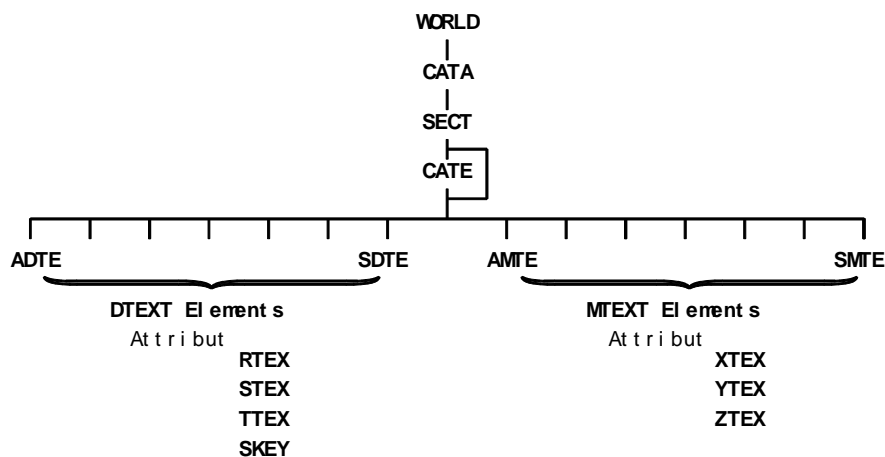 WORLD
CATA
SECT
CATE
ADTE SDTE AMTE SMTE
DTEXT Elements MTEXT Elements
Attribut Attribut
RTEX XTEX
STEX YTEX
TTEX ZTEX
SKEY